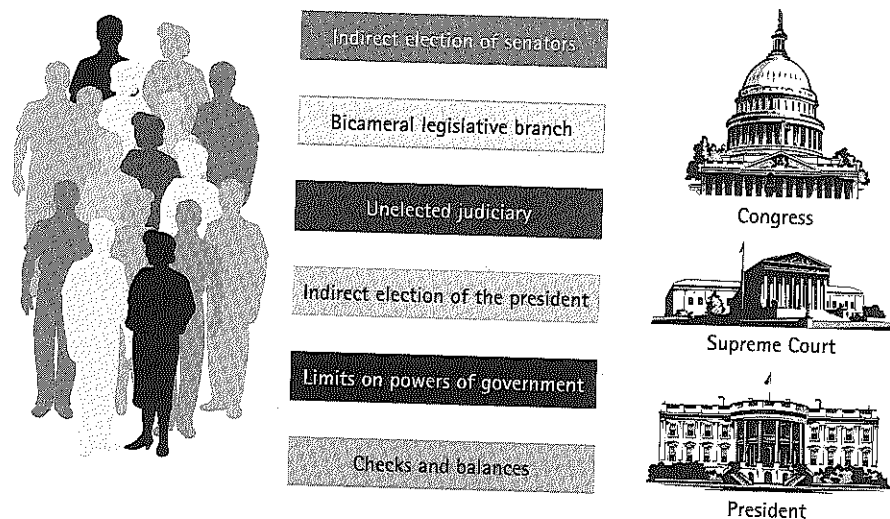 Indirect election of senators
Bicameral legislative branch
Unelected judiciary
Indirect election of the president
Limits on powers of government
Checks and balances
Congress
Supreme Court
President